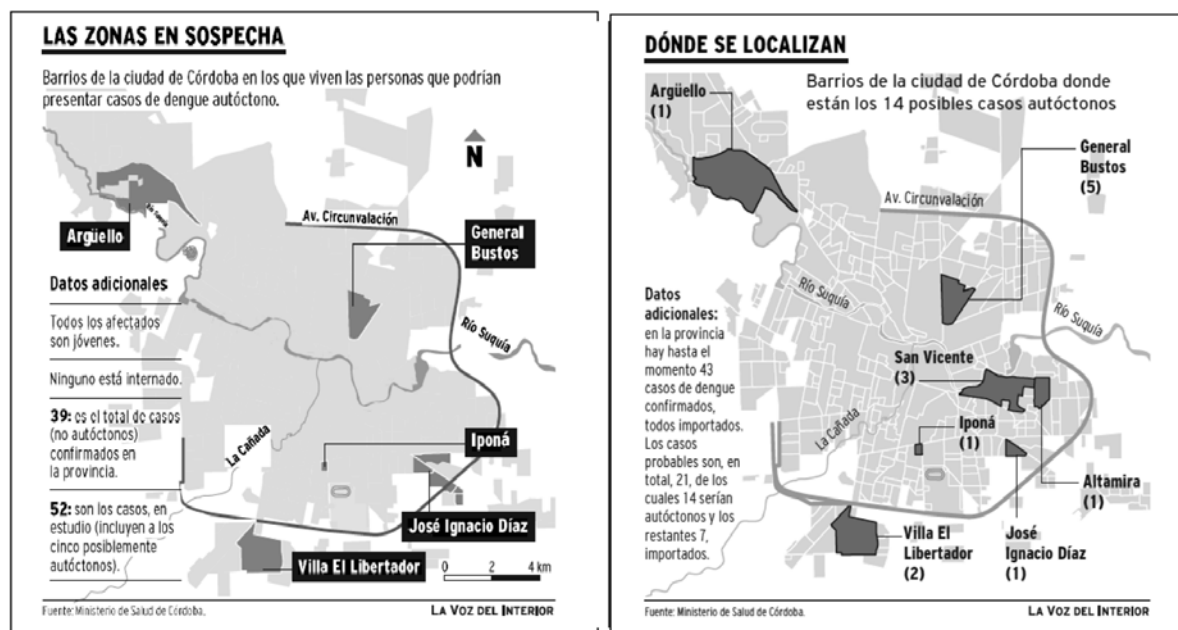 LAS ZONAS EN SOSPECHA
Barrios de la ciudad de Córdoba en los que viven las personas que podrían
presentar casos de dengue autóctono.
N
Av. Circunvalación
Río Suquía
Argüello
General
Bustos
Datos adicionales
Todos los afectados
son jóvenes.
Ninguno está internado.
39: es el total de casos
(no autóctonos)
confirmados en
la provincia.
52: son los casos, en
estudio (incluyen a los
cinco posiblemente
autóctonos).
Río Suquía
La Cañada
Iponá
José Ignacio Díaz
Villa El Libertador
0 2 4 km
Fuente: Ministerio de Salud de Córdoba.
LA VOZ DEL INTERIOR
DÓNDE SE LOCALIZAN
Barrios de la ciudad de Córdoba donde
están los 14 posibles casos autóctonos
Argüello
(1)
General
Bustos
(5)
Av. Circunvalación
Río Suquía
Río Suquía
Datos
adicionales:
en la provincia
hay hasta el
momento 43
casos de dengue
confirmados,
todos importados.
Los casos
probables son, en
total, 21, de los
cuales 14 serían
autóctonos y los
restantes 7,
importados.
San Vicente
(3)
La Cañada
Iponá
(1)
Altamira
(1)
Villa El
Libertador
(2)
José
Ignacio Díaz
(1)
Fuente: Ministerio de Salud de Córdoba.
LA VOZ DEL INTERIOR